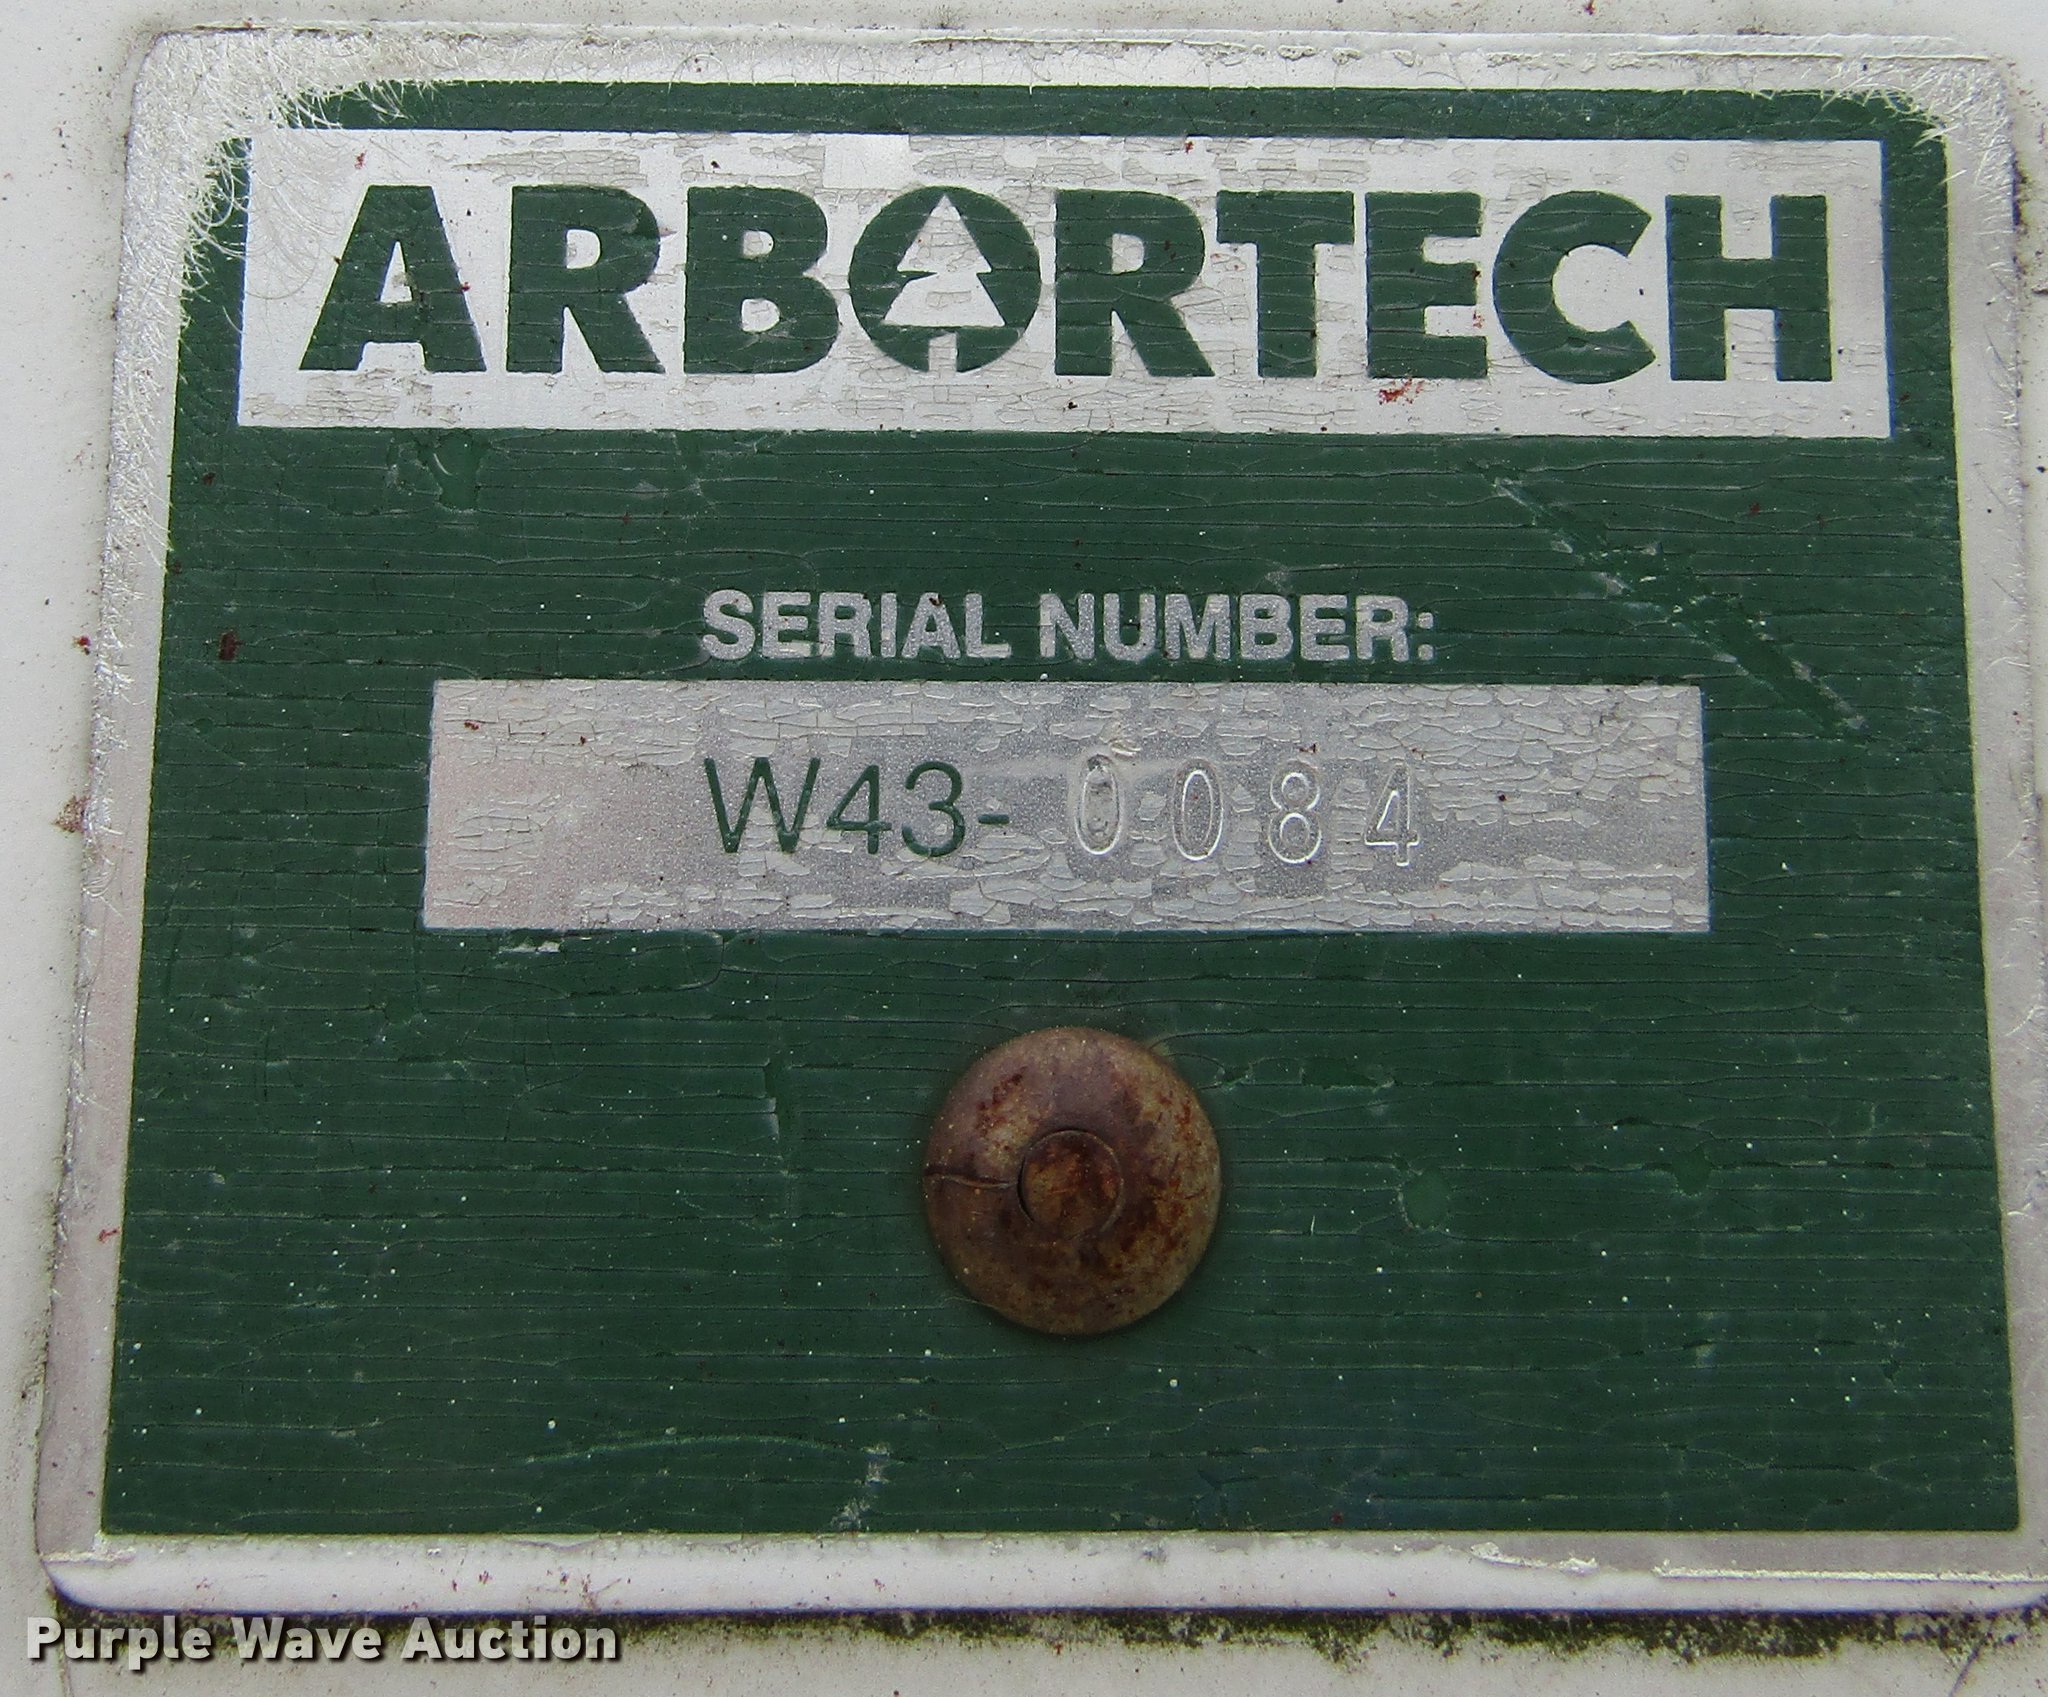 ARBORTECH
SERIAL NUMBER:
W43-0084
Purple Wave Auction